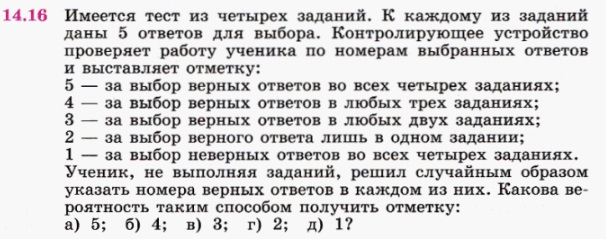 14.16 Имеется тест из четырех заданий. К каждому из заданий
даны 5 ответов для выбора. Контролирующее устройство
проверяет работу ученика по номерам выбранных ответов
и выставляет отметку:
5 — за выбор верных ответов во всех четырех заданиях;
4 — за выбор верных ответов в любых трех заданиях;
3 — за выбор верных ответов в любых двух заданиях;
2 — за выбор верного ответа лишь в одном задании;
1 — за выбор неверных ответов во всех четырех заданиях.
Ученик, не выполняя заданий, решил случайным образом
указать номера верных ответов в каждом из них. Какова ве-
роятность таким способом получить отметку:
а) 5; б) 4; в) 3; г) 2; д) 1?